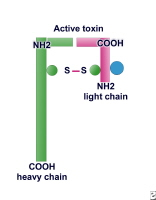 Active toxin
NH2 COOH
S—S
NH2
light chain
COOH
heavy chain